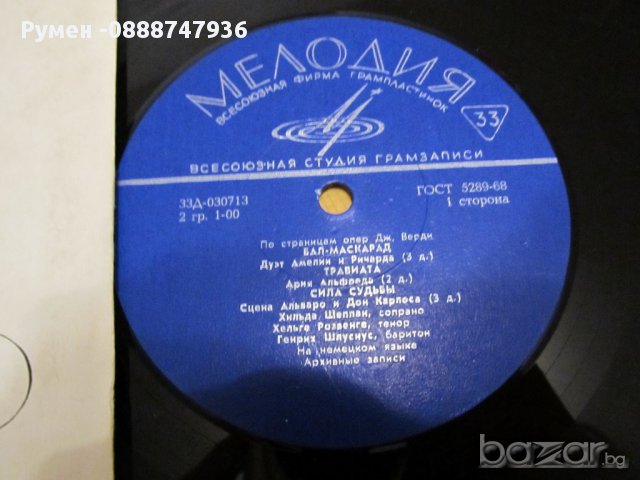 Румен -0888747936
МЕЛОДИЯ
ВСЕСОЮЗНАЯ ФИРМА ГРАМПЛАСТИНОК
33
ВСЕСОЮЗНАЯ СТУДИЯ ГРАМЗАПИСИ
33Д-030713
ГОСТ 5289-68
2 гр. 1-00
1 сторона
По страницам опер Дж. Верди
БАЛ-МАСКАРАД
Дуэт Амелии и Ричарда (3 д.)
ТРАВИАТА
Ария Альфреда (2 д.)
СИЛА СУДЬБЫ
Сцена Альваро и Дон Карлоса (3 д.)
Хильда Шеппан, сопрано
Хельге Розвенге, тенор
Генрих Шлуснус, баритон
На немецком языке
Архивные записи
bazar.bg